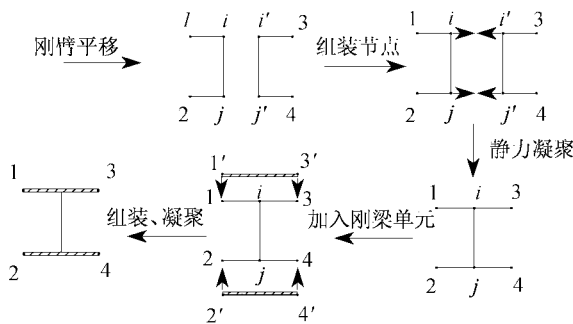 刚臂平移
1 i i′ 3
2 j j′ 4
组装节点
1 i i′ 3
2 j j′ 4
静力凝聚
1 i 3
2 j 4
加入刚梁单元
1′ 3′
1 i 3
2 j 4
2′ 4′
组装、凝聚
1 3
2 4